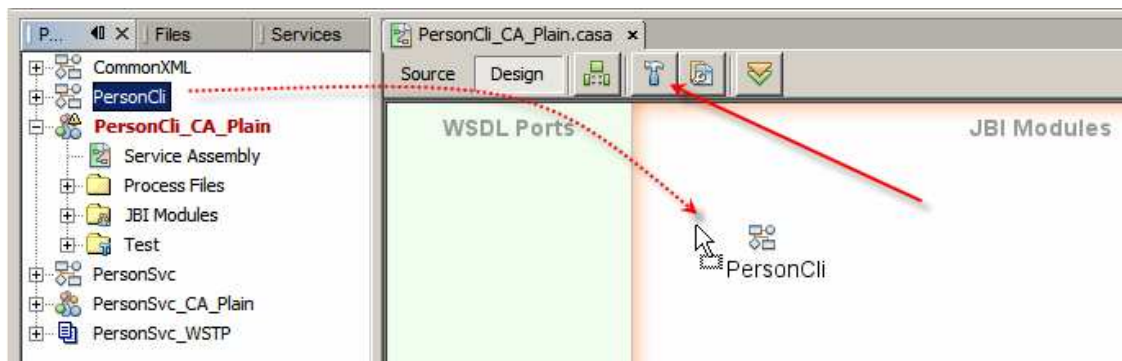 P...
Files
Services
CommonXML
PersonCli
PersonCli_CA_Plain
Service Assembly
Process Files
JBI Modules
Test
PersonSvc
PersonSvc_CA_Plain
PersonSvc_WSTP
PersonCli_CA_Plain.casa
Source Design
WSDL Ports
JBI Modules
PersonCli